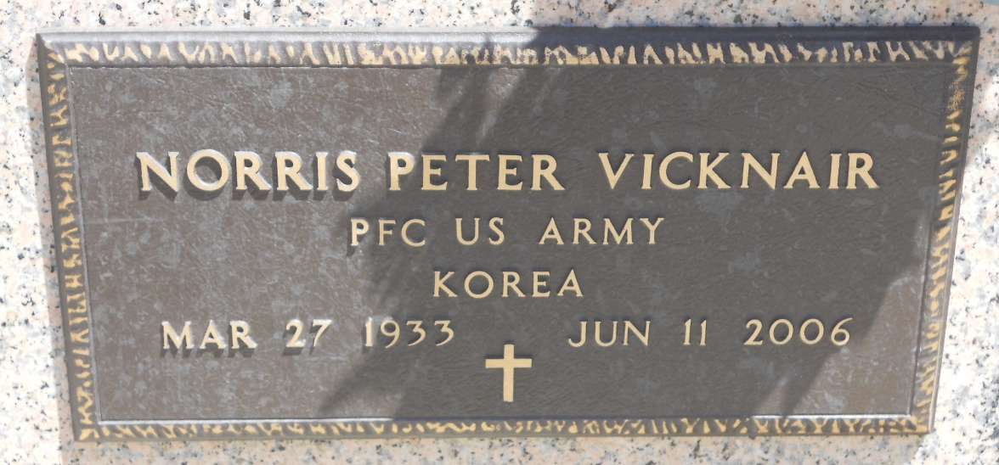 NORRIS PETER VICKNAIR
PFC US ARMY
KOREA
MAR 27 1933 JUN 11 2006